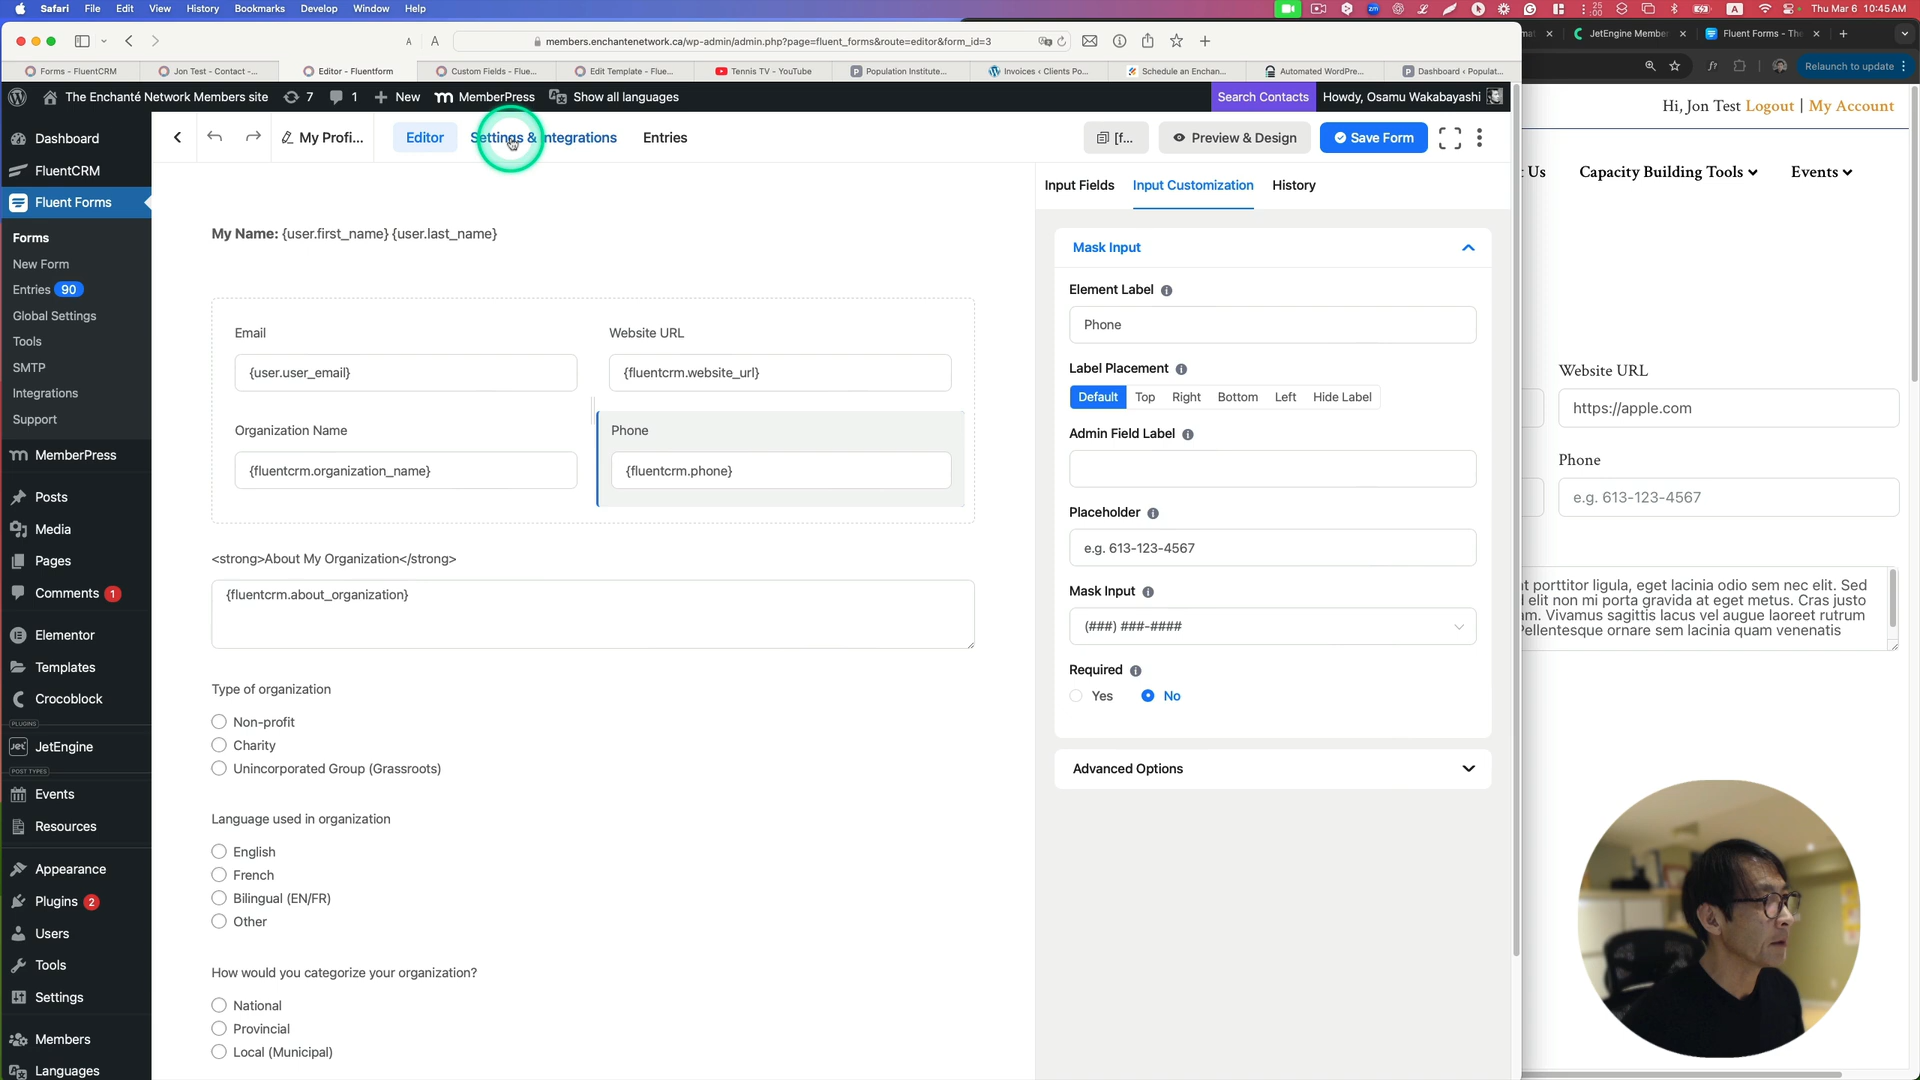 Safari File Edit View History Bookmarks Develop Window Help
Thu Mar 6 10:45 AM
members.enchantenetwork.ca/wp-admin/admin.php?page=fluent_forms&route=editor&form_id=3
JetEngine Membe
Fluent Forms - Th
Forms - FluentCRM
Jon Test - Contact -...
Editor - Fluentform
Custom Fields - Flue...
Edit Template - Flue...
Tennis TV - YouTube
Population Institute...
Invoices ‹ Clients Po...
Schedule an Enchan...
Automated WordPre...
Dashboard ‹ Populat...
Relaunch to update
The Enchanté Network Members site
7
1
New
MemberPress
Show all languages
Search Contacts
Howdy, Osamu Wakabayashi
Hi, Jon Test Logout | My Account
Dashboard
FluentCRM
Fluent Forms
Forms
New Form
Entries 90
Global Settings
Tools
SMTP
Integrations
Support
MemberPress
Posts
Media
Pages
Comments 1
Elementor
Templates
Crocoblock
PLUGINS
JetEngine
POST TYPES
Events
Resources
Appearance
Plugins 2
Users
Tools
Settings
Members
Languages
My Profi...
Editor
Settings & Integrations
Entries
[f...
Preview & Design
Save Form
My Name: {user.first_name} {user.last_name}
Email
{user.user_email}
Website URL
{fluentcrm.website_url}
Organization Name
{fluentcrm.organization_name}
Phone
{fluentcrm.phone}
<strong>About My Organization</strong>
{fluentcrm.about_organization}
Type of organization
Non-profit
Charity
Unincorporated Group (Grassroots)
Language used in organization
English
French
Bilingual (EN/FR)
Other
How would you categorize your organization?
National
Provincial
Local (Municipal)
Input Fields
Input Customization
History
Mask Input
Element Label
Phone
Label Placement
Default Top Right Bottom Left Hide Label
Admin Field Label
Placeholder
e.g. 613-123-4567
Mask Input
(###) ###-####
Required
Yes No
Advanced Options
t Us
Capacity Building Tools
Events
Website URL
https://apple.com
Phone
e.g. 613-123-4567
t porttitor ligula, eget lacinia odio sem nec elit. Sed
elit non mi porta gravida at eget metus. Cras justo
am. Vivamus sagittis lacus vel augue laoreet rutrum
Pellentesque ornare sem lacinia quam venenatis